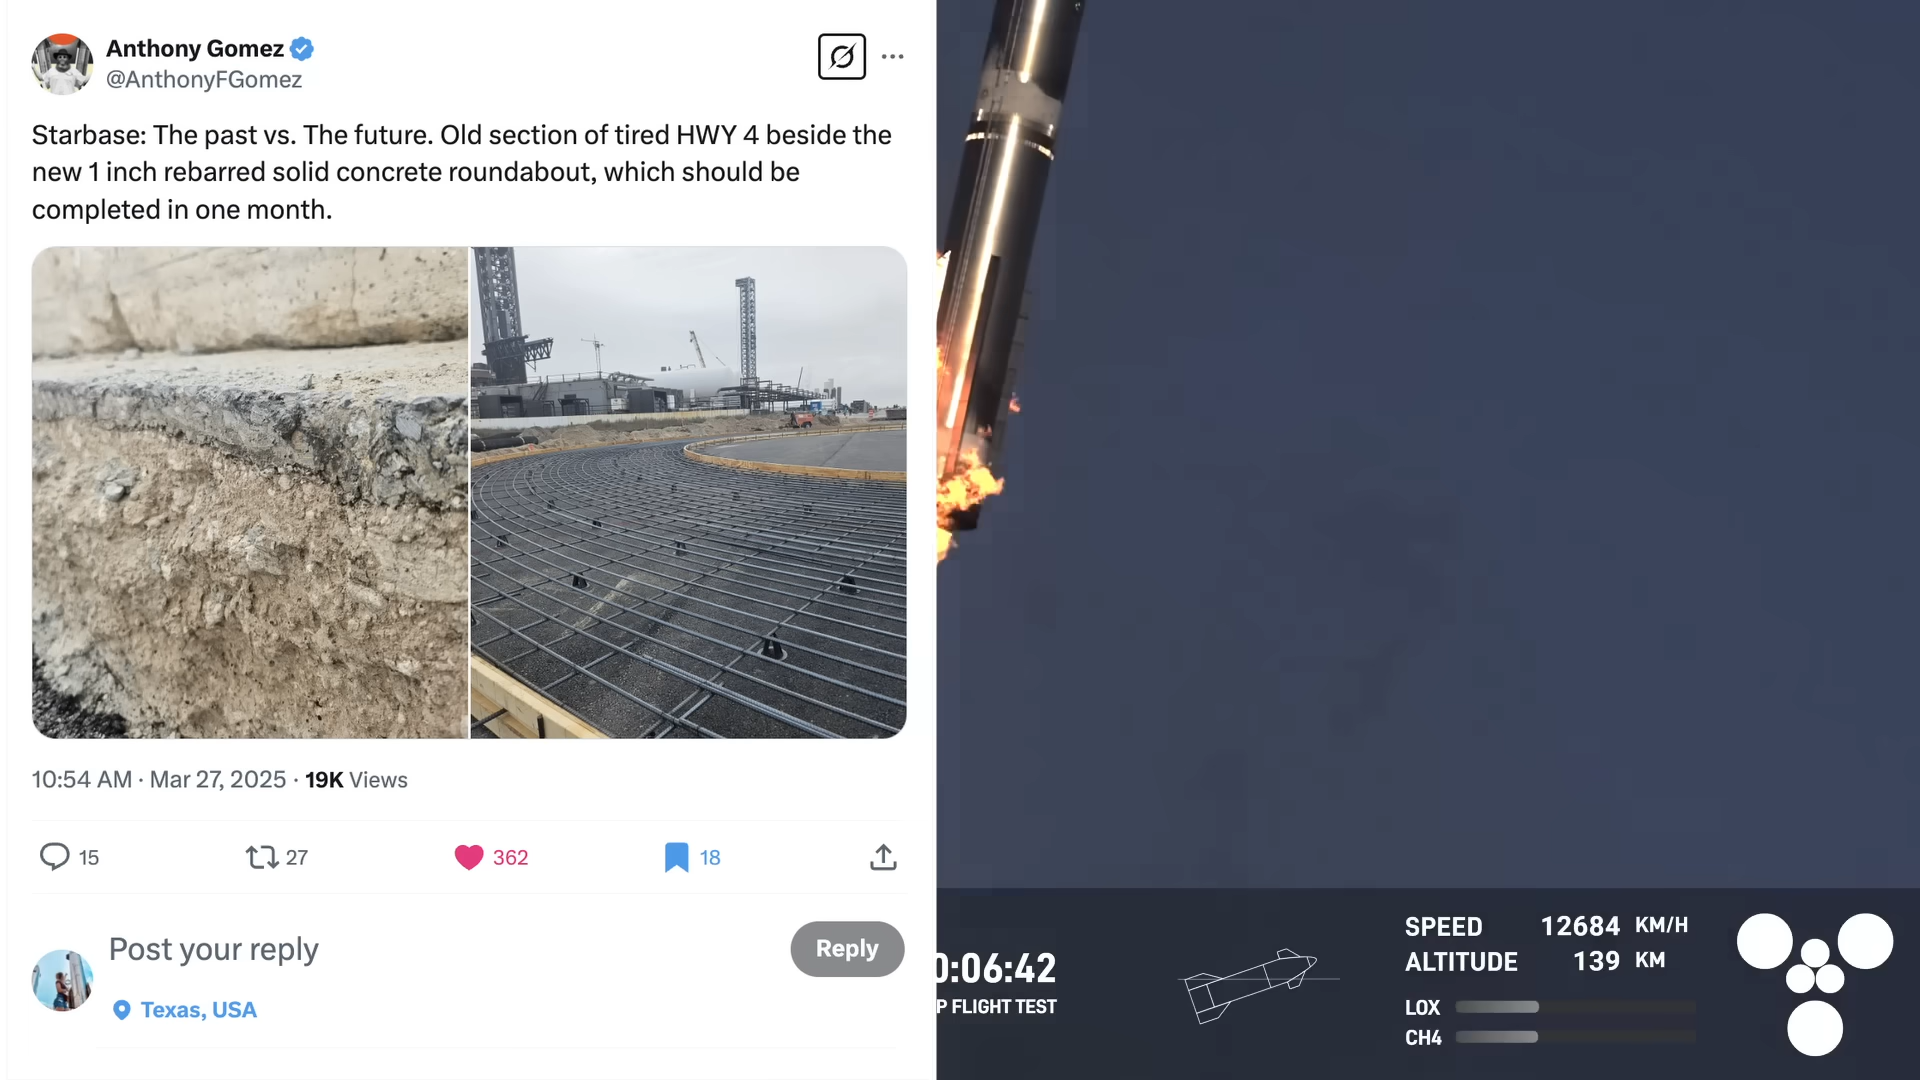 Anthony Gomez
@AnthonyFGomez
Starbase: The past vs. The future. Old section of tired HWY 4 beside the
new 1 inch rebarred solid concrete roundabout, which should be
completed in one month.
10:54 AM · Mar 27, 2025 · 19K Views
15 27 362 18
Post your reply
Reply
Texas, USA
0:06:42
P FLIGHT TEST
SPEED 12684 KM/H
ALTITUDE 139 KM
LOX
CH4